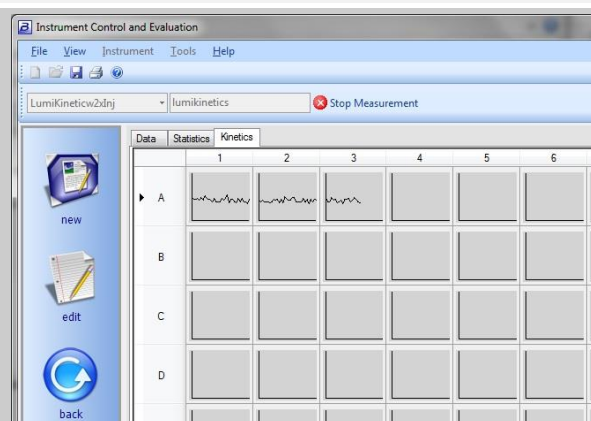 Instrument Control and Evaluation
File View Instrument Tools Help
LumiKineticw2xInj lumikinetics Stop Measurement
Data Statistics Kinetics
1 2 3 4 5 6
A
new
B
edit
C
D
back